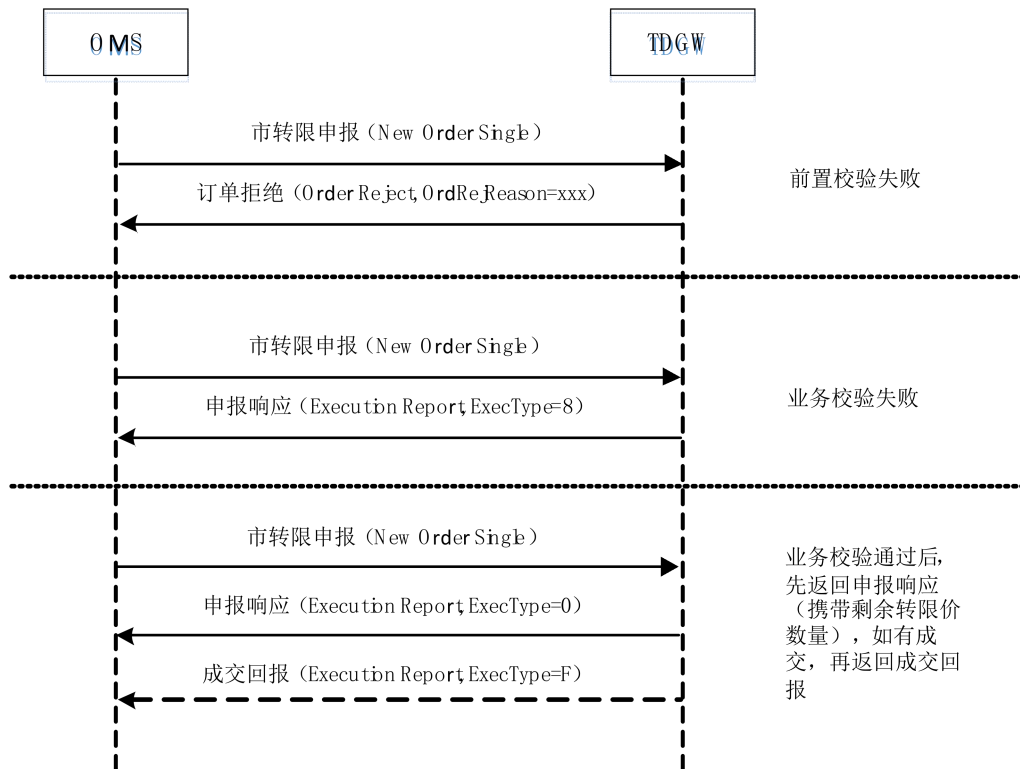 OMS
TDGW
市转限申报（New Order Single）
前置校验失败
订单拒绝（Order Reject,OrdRejReason=xxx）
市转限申报（New Order Single）
业务校验失败
申报响应（Execution Report,ExecType=8）
市转限申报（New Order Single）
业务校验通过后,
先返回申报响应
（携带剩余转限价
数量），如有成
交，再返回成交回
报
申报响应（Execution Report,ExecType=0）
成交回报（Execution Report,ExecType=F）